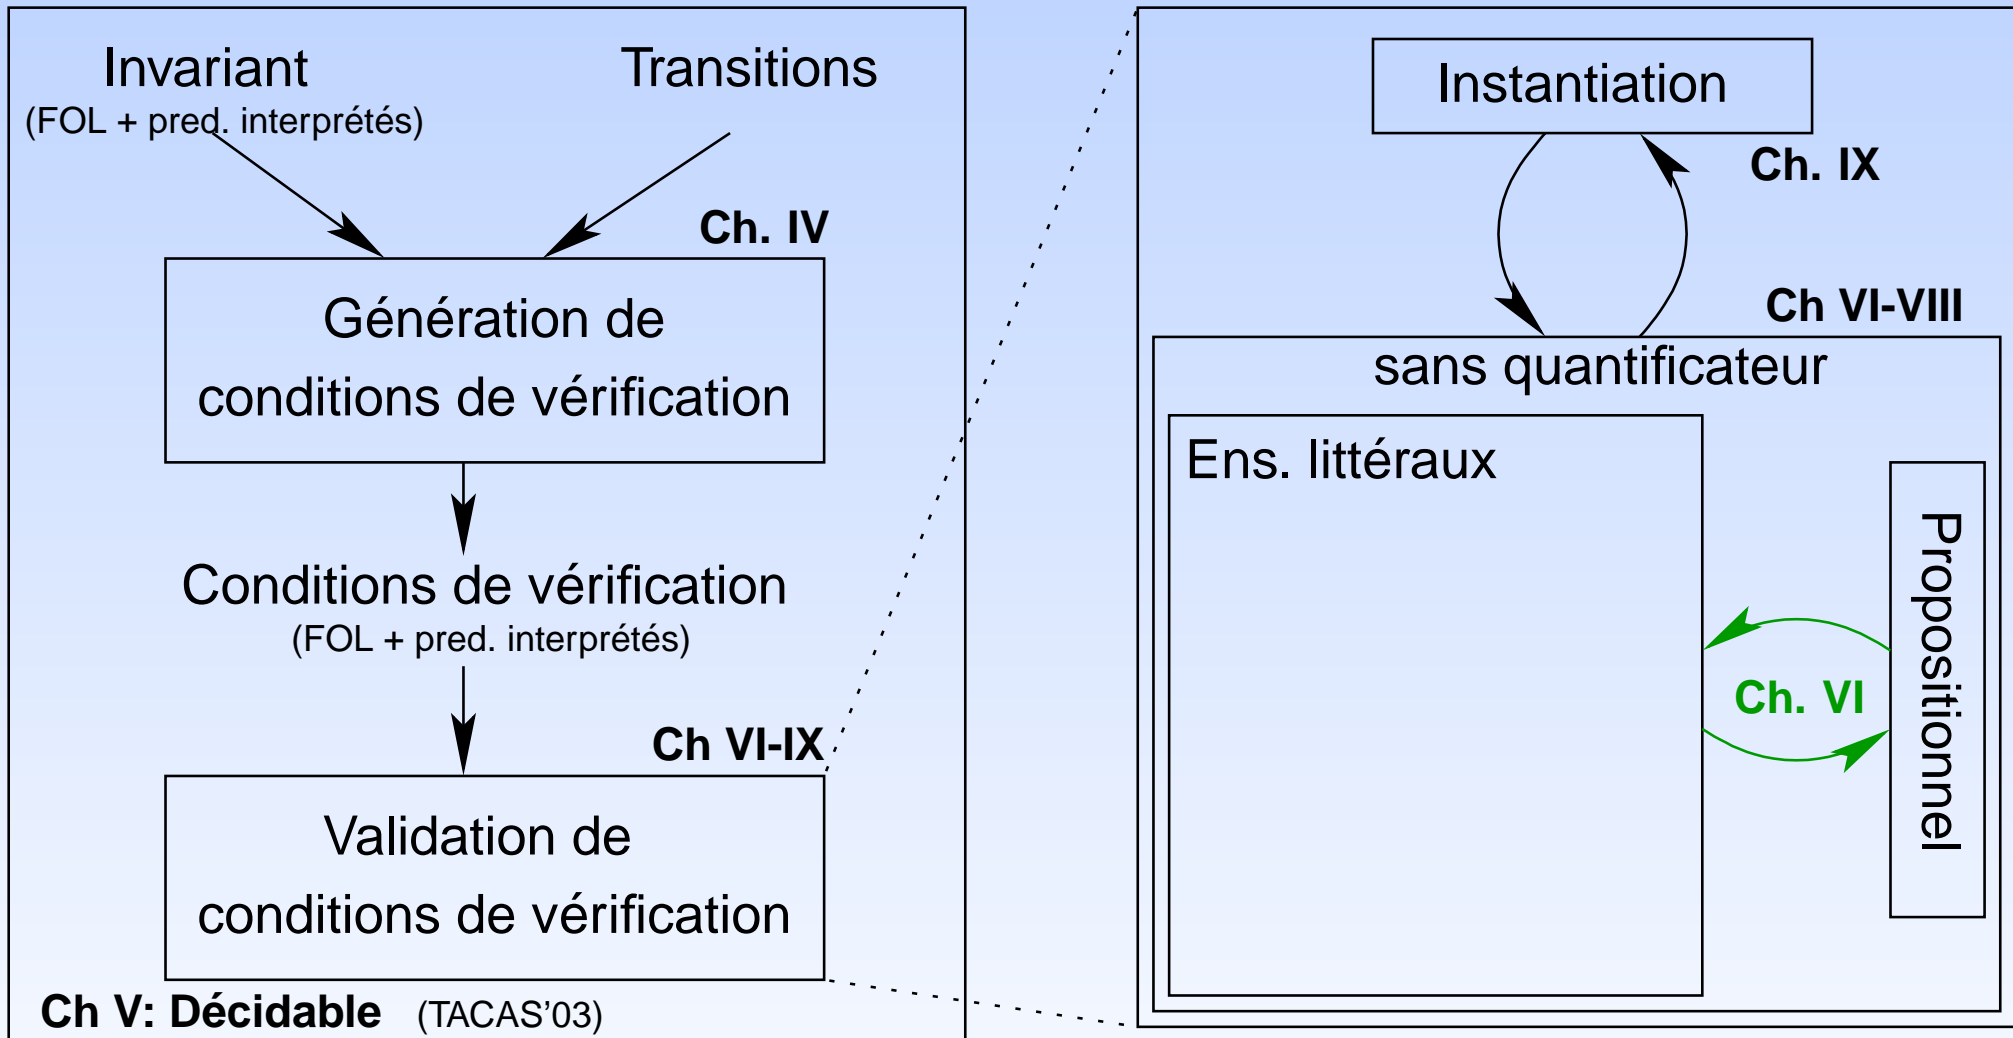 Invariant
(FOL + pred. interprétés)
Transitions
Ch. IV
Génération de
conditions de vérification
Conditions de vérification
(FOL + pred. interprétés)
Ch VI-IX
Validation de
conditions de vérification
Ch V: Décidable (TACAS'03)
Instantiation
Ch. IX
Ch VI-VIII
sans quantificateur
Ens. littéraux
Ch. VI
Propositionnel